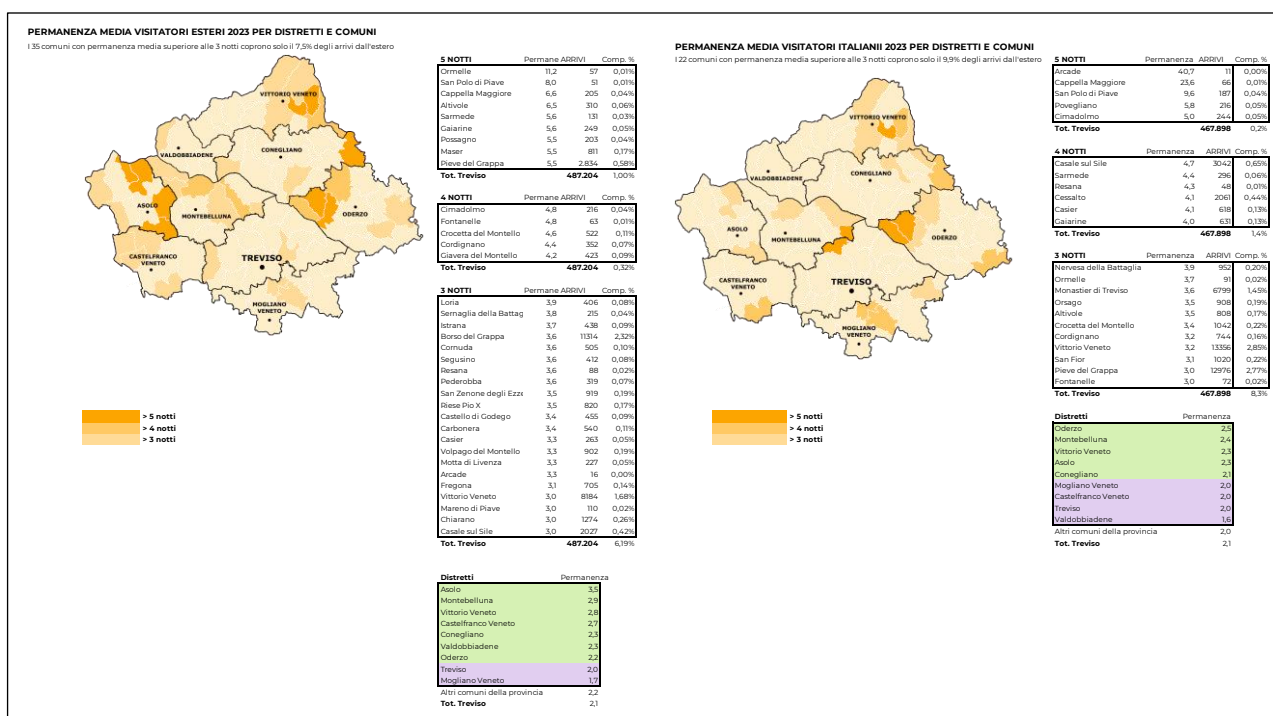 PERMANENZA MEDIA VISITATORI ESTERI 2023 PER DISTRETTI E COMUNI
I 35 comuni con permanenza media superiore alle 3 notti coprono solo il 7,5% degli arrivi dall'estero
VITTORIO VENETO
VALDOBBIADENE
CONEGLIANO
ASOLO
MONTEBELLUNA
ODERZO
CASTELFRANCO VENETO
TREVISO
MOGLIANO VENETO
> 5 notti
> 4 notti
> 3 notti
5 NOTTI Permane ARRIVI Comp. %
Ormelle 11,2 57 0,01%
San Polo di Piave 8,0 51 0,01%
Cappella Maggiore 6,6 205 0,04%
Altivole 6,5 310 0,06%
Sarmede 5,6 131 0,03%
Gaiarine 5,6 249 0,05%
Possagno 5,5 203 0,04%
Maser 5,5 811 0,17%
Pieve del Grappa 5,5 2.834 0,58%
Tot. Treviso 487.204 1,00%
4 NOTTI Permane ARRIVI Comp. %
Cimadolmo 4,8 216 0,04%
Fontanelle 4,8 63 0,01%
Crocetta del Montello 4,6 522 0,11%
Cordignano 4,4 352 0,07%
Giavera del Montello 4,2 423 0,09%
Tot. Treviso 487.204 0,32%
3 NOTTI Permane ARRIVI Comp. %
Loria 3,9 406 0,08%
Sernaglia della Battag 3,8 215 0,04%
Istrana 3,7 438 0,09%
Borso del Grappa 3,6 11314 2,32%
Cornuda 3,6 505 0,10%
Segusino 3,6 412 0,08%
Resana 3,6 88 0,02%
Pederobba 3,6 319 0,07%
San Zenone degli Ezze 3,5 919 0,19%
Riese Pio X 3,5 820 0,17%
Castello di Godego 3,4 455 0,09%
Carbonera 3,4 540 0,11%
Casier 3,3 263 0,05%
Volpago del Montello 3,3 902 0,19%
Motta di Livenza 3,3 227 0,05%
Arcade 3,3 16 0,00%
Fregona 3,1 705 0,14%
Vittorio Veneto 3,0 8184 1,68%
Mareno di Piave 3,0 110 0,02%
Chiarano 3,0 1274 0,26%
Casale sul Sile 3,0 2027 0,42%
Tot. Treviso 487.204 6,19%
Distretti Permanenza
Asolo 3,5
Montebelluna 2,9
Vittorio Veneto 2,8
Castelfranco Veneto 2,7
Conegliano 2,3
Valdobbiadene 2,3
Oderzo 2,2
Treviso 2,0
Mogliano Veneto 1,7
Altri comuni della provincia 2,2
Tot. Treviso 2,1
PERMANENZA MEDIA VISITATORI ITALIANII 2023 PER DISTRETTI E COMUNI
I 22 comuni con permanenza media superiore alle 3 notti coprono solo il 9,9% degli arrivi dall'estero
VITTORIO VENETO
VALDOBBIADENE
CONEGLIANO
ASOLO
MONTEBELLUNA
ODERZO
CASTELFRANCO VENETO
TREVISO
MOGLIANO VENETO
> 5 notti
> 4 notti
> 3 notti
5 NOTTI Permanenza ARRIVI Comp. %
Arcade 40,7 11 0,00%
Cappella Maggiore 23,6 66 0,01%
San Polo di Piave 9,6 187 0,04%
Povegliano 5,8 216 0,05%
Cimadolmo 5,0 244 0,05%
Tot. Treviso 467.898 0,2%
4 NOTTI Permanenza ARRIVI Comp. %
Casale sul Sile 4,7 3042 0,65%
Sarmede 4,4 296 0,06%
Resana 4,3 48 0,01%
Cessalto 4,1 2061 0,44%
Casier 4,1 618 0,13%
Gaiarine 4,0 631 0,13%
Tot. Treviso 467.898 1,4%
3 NOTTI Permanenza ARRIVI Comp. %
Nervesa della Battaglia 3,9 952 0,20%
Ormelle 3,7 91 0,02%
Monastier di Treviso 3,6 6799 1,45%
Orsago 3,5 908 0,19%
Altivole 3,5 808 0,17%
Crocetta del Montello 3,4 1042 0,22%
Cordignano 3,2 744 0,16%
Vittorio Veneto 3,2 13356 2,85%
San Fior 3,1 1020 0,22%
Pieve del Grappa 3,0 12976 2,77%
Fontanelle 3,0 72 0,02%
Tot. Treviso 467.898 8,3%
Distretti Permanenza
Oderzo 2,5
Montebelluna 2,4
Vittorio Veneto 2,3
Asolo 2,3
Conegliano 2,1
Mogliano Veneto 2,0
Castelfranco Veneto 2,0
Treviso 2,0
Valdobbiadene 1,6
Altri comuni della provincia 2,0
Tot. Treviso 2,1